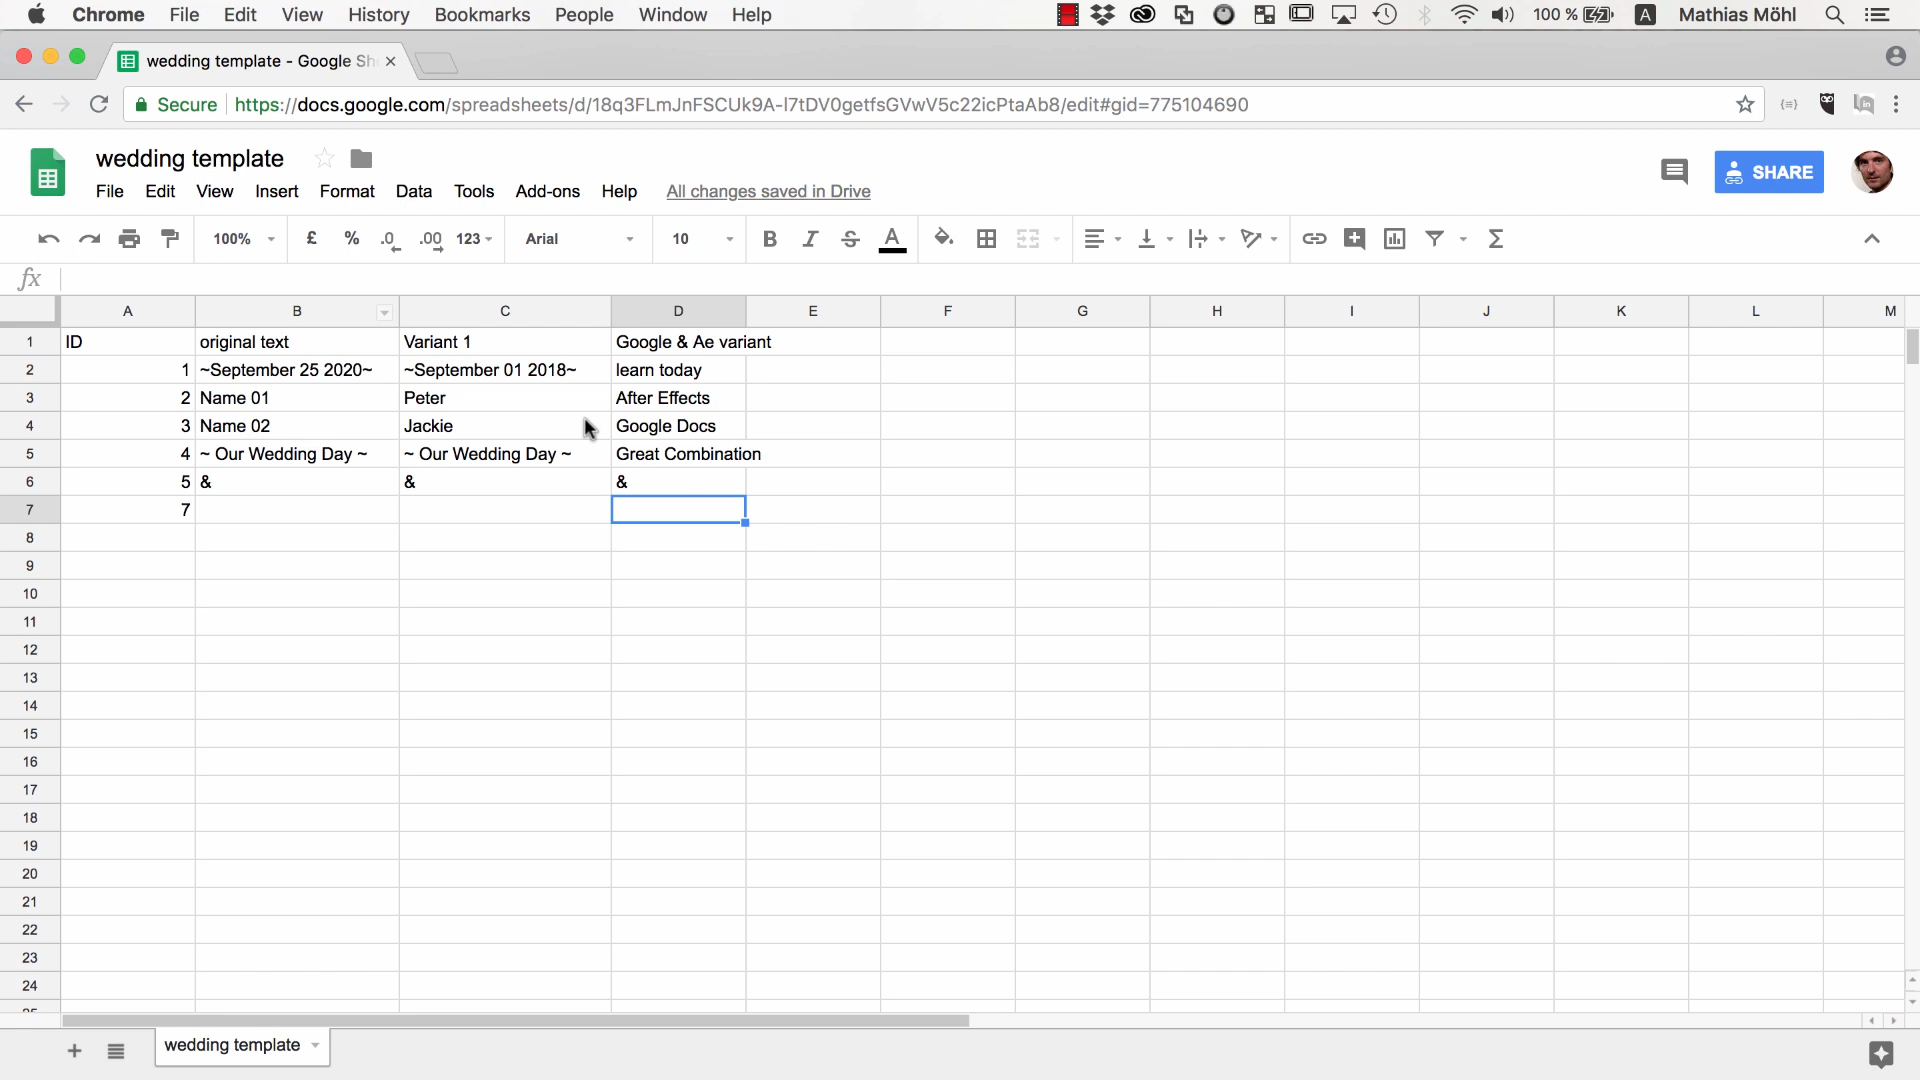 Chrome File Edit View History Bookmarks People Window Help 100 % A Mathias Möhl
wedding template - Google Sh
Secure https://docs.google.com/spreadsheets/d/18q3FLmJnFSCUk9A-I7tDV0getfsGVwV5c22icPtaAb8/edit#gid=775104690
wedding template
SHARE
File Edit View Insert Format Data Tools Add-ons Help All changes saved in Drive
100% £ % .0 .00 123 Arial 10 B I S A Σ
fx
A B C D E F G H I J K L M
1 ID original text Variant 1 Google & Ae variant
2 1 ~September 25 2020~ ~September 01 2018~ learn today
3 2 Name 01 Peter After Effects
4 3 Name 02 Jackie Google Docs
5 4 ~ Our Wedding Day ~ ~ Our Wedding Day ~ Great Combination
6 5 & & &
7 7
8
9
10
11
12
13
14
15
16
17
18
19
20
21
22
23
24
wedding template